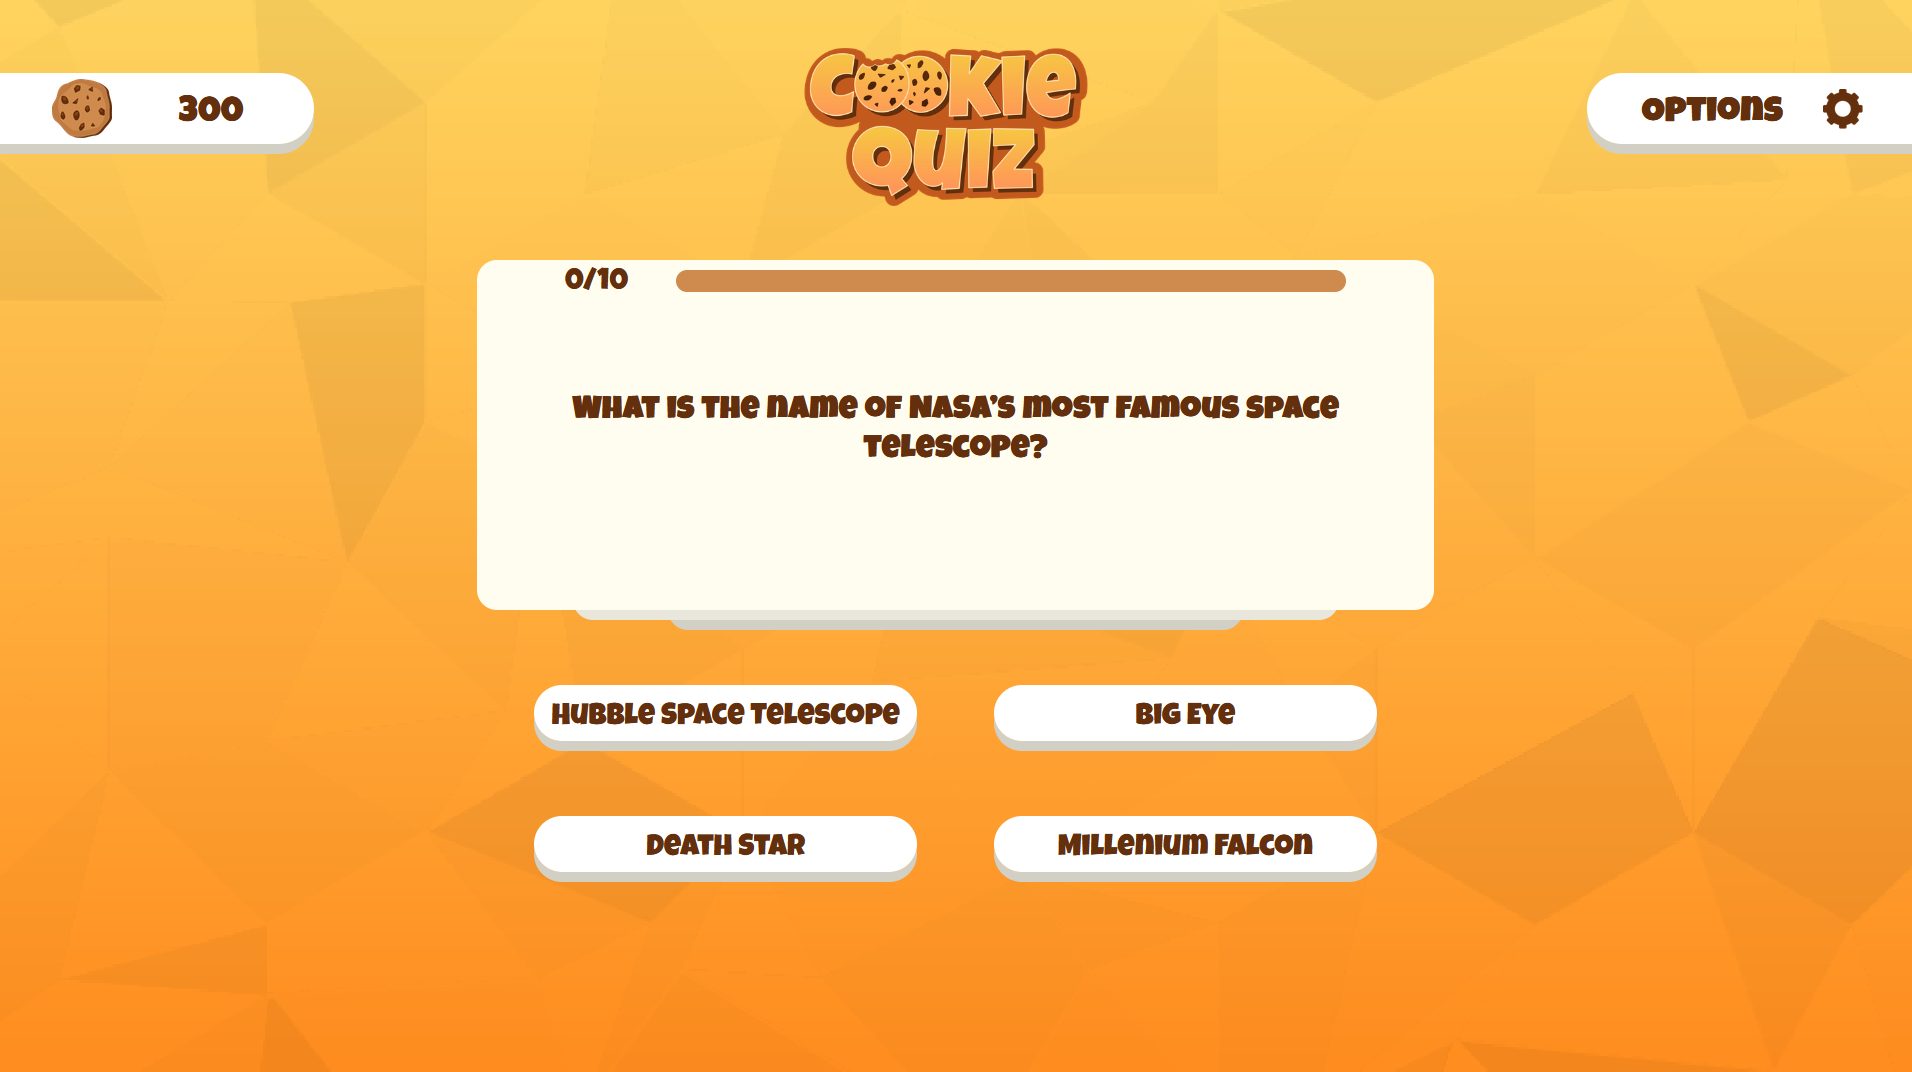 300
COOKIE
QUIZ
OPTIONS
0/10
What is the name of NASA's most famous space
telescope?
Hubble Space Telescope
Big Eye
Death Star
Millenium Falcon